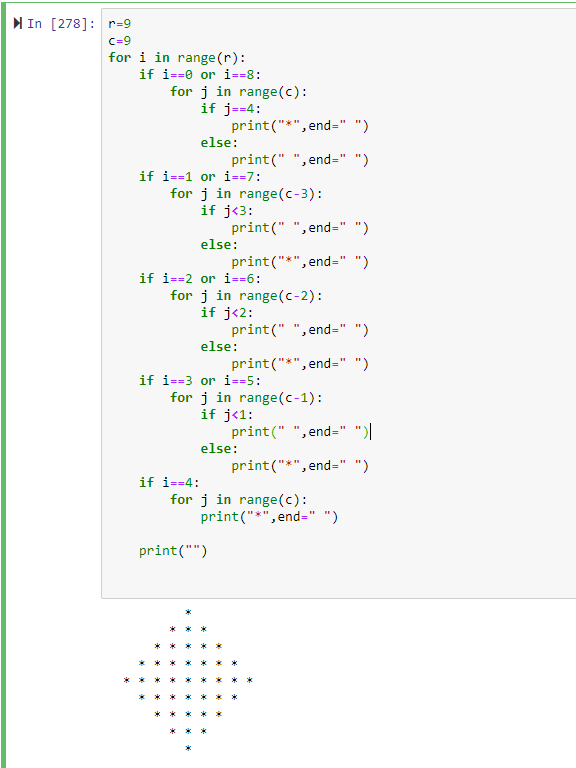 In [278]: r=9
c=9
for i in range(r):
    if i==0 or i==8:
        for j in range(c):
            if j==4:
                print("*",end=" ")
            else:
                print(" ",end=" ")
    if i==1 or i==7:
        for j in range(c-3):
            if j<3:
                print(" ",end=" ")
            else:
                print("*",end=" ")
    if i==2 or i==6:
        for j in range(c-2):
            if j<2:
                print(" ",end=" ")
            else:
                print("*",end=" ")
    if i==3 or i==5:
        for j in range(c-1):
            if j<1:
                print(" ",end=" ")
            else:
                print("*",end=" ")
    if i==4:
        for j in range(c):
            print("*",end=" ")
    print("")
        *
      * * *
    * * * * *
  * * * * * * *
* * * * * * * * *
  * * * * * * *
    * * * * *
      * * *
        *